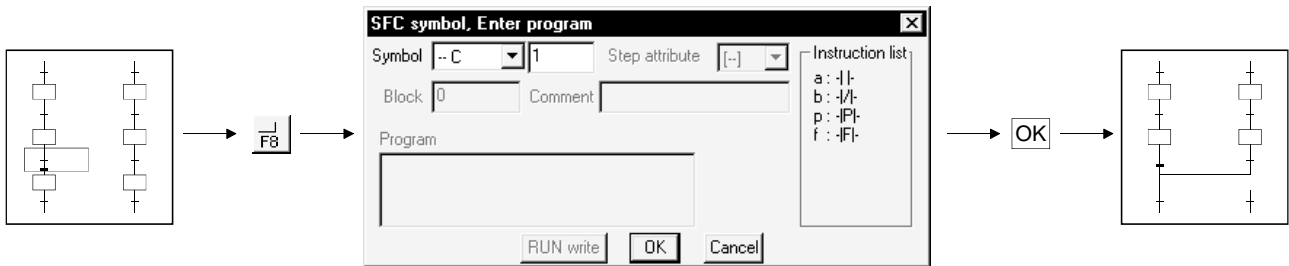 SFC symbol, Enter program
Symbol -- C 1 Step attribute [--]
Block 0 Comment
Program
Instruction list
a : -| |-
b : -|/|-
p : -|P|-
f : -|F|-
RUN write OK Cancel
F8
OK